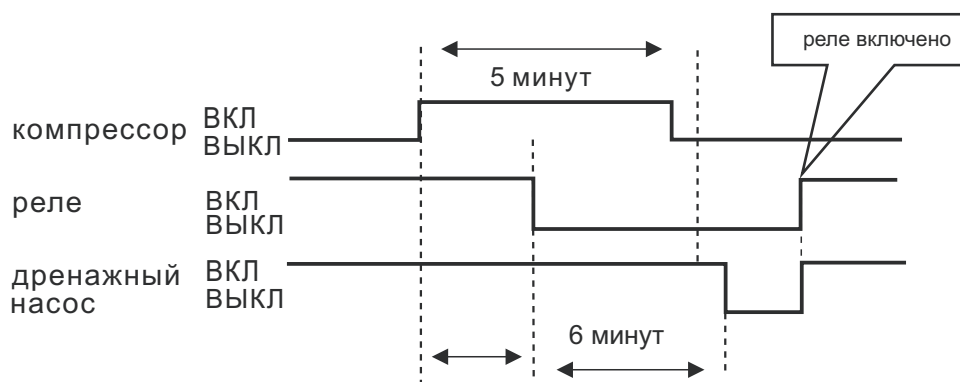 реле включено
5 минут
компрессор
ВКЛ
ВЫКЛ
реле
ВКЛ
ВЫКЛ
дренажный
насос
ВКЛ
ВЫКЛ
6 минут